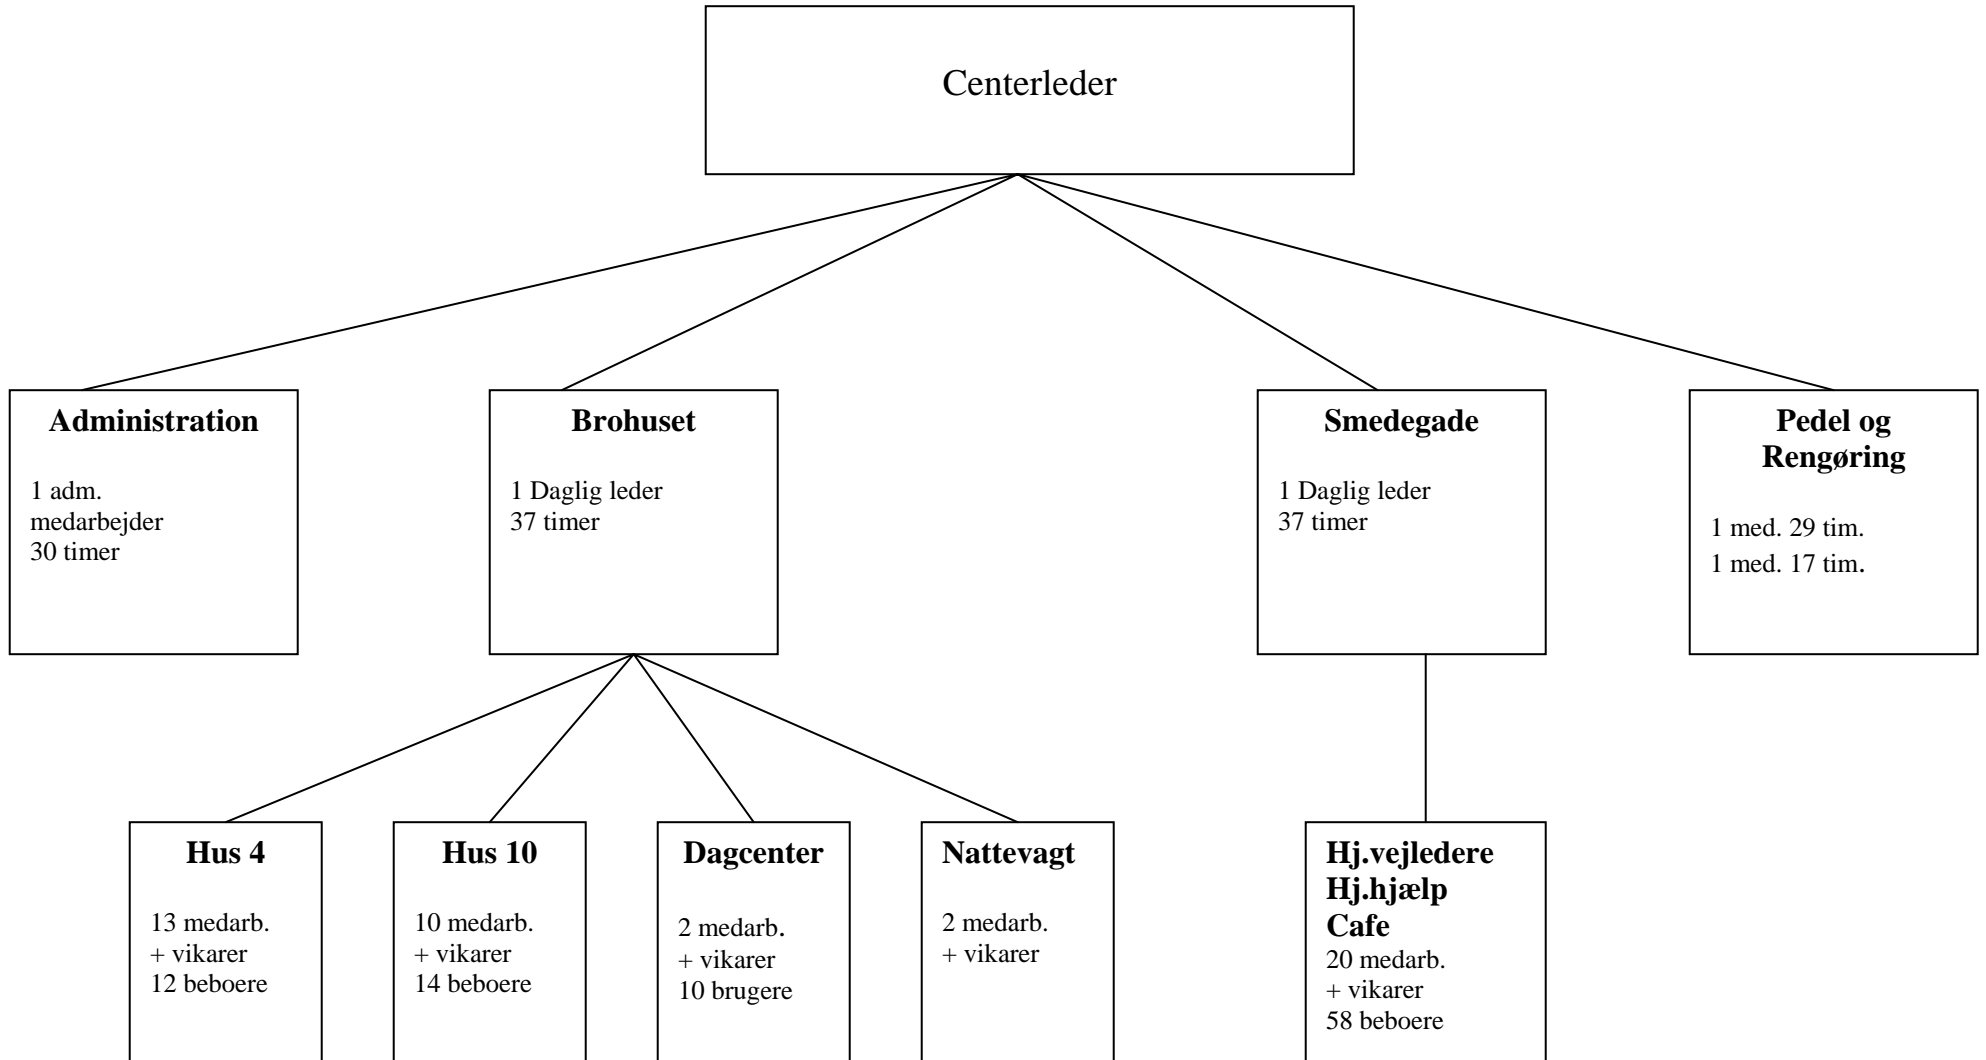 Centerleder
Administration
1 adm.
medarbejder
30 timer
Brohuset
1 Daglig leder
37 timer
Smedegade
1 Daglig leder
37 timer
Pedel og
Rengøring
1 med. 29 tim.
1 med. 17 tim.
Hus 4
13 medarb.
+ vikarer
12 beboere
Hus 10
10 medarb.
+ vikarer
14 beboere
Dagcenter
2 medarb.
+ vikarer
10 brugere
Nattevagt
2 medarb.
+ vikarer
Hj.vejledere
Hj.hjælp
Cafe
20 medarb.
+ vikarer
58 beboere